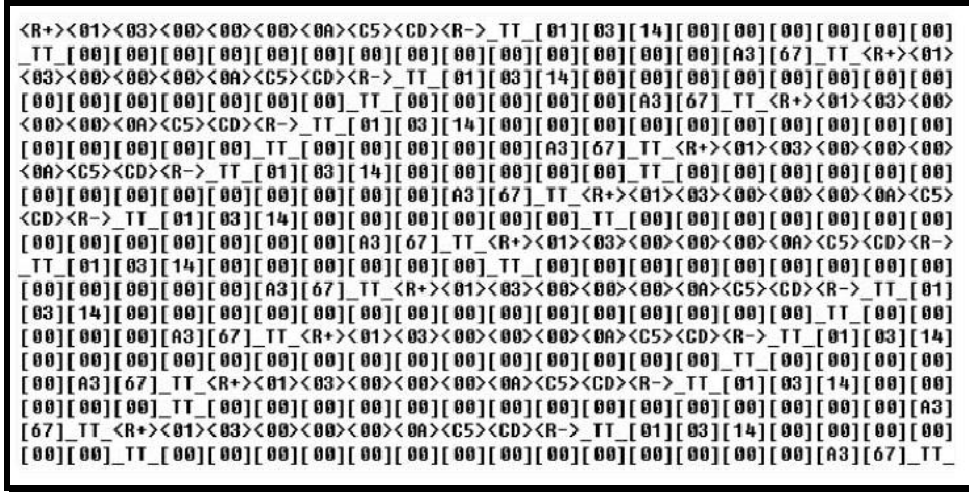 <R+><01><03><00><00><00><0A><C5><CD><R->_TT_[01][03][14][00][00][00][00][00][00]
_TT_[00][00][00][00][00][00][00][00][00][00][00][00][00][00][A3][67]_TT_<R+><01>
<03><00><00><00><0A><C5><CD><R->_TT_[01][03][14][00][00][00][00][00][00][00][00]
[00][00][00][00][00][00][00]_TT_[00][00][00][00][00][A3][67]_TT_<R+><01><03><00>
<00><00><0A><C5><CD><R->_TT_[01][03][14][00][00][00][00][00][00][00][00][00][00]
[00][00][00][00][00]_TT_[00][00][00][00][00][A3][67]_TT_<R+><01><03><00><00><00>
<0A><C5><CD><R->_TT_[01][03][14][00][00][00][00][00]_TT_[00][00][00][00][00][00]
[00][00][00][00][00][00][00][00][00][A3][67]_TT_<R+><01><03><00><00><00><0A><C5>
<CD><R->_TT_[01][03][14][00][00][00][00][00][00]_TT_[00][00][00][00][00][00][00]
[00][00][00][00][00][00][00][A3][67]_TT_<R+><01><03><00><00><00><0A><C5><CD><R->
_TT_[01][03][14][00][00][00][00][00][00]_TT_[00][00][00][00][00][00][00][00][00]
[00][00][00][00][00][A3][67]_TT_<R+><01><03><00><00><00><0A><C5><CD><R->_TT_[01]
[03][14][00][00][00][00][00][00][00][00][00][00][00][00][00][00][00]_TT_[00][00]
[00][00][00][A3][67]_TT_<R+><01><03><00><00><00><0A><C5><CD><R->_TT_[01][03][14]
[00][00][00][00][00][00][00][00][00][00][00][00][00][00][00]_TT_[00][00][00][00]
[00][A3][67]_TT_<R+><01><03><00><00><00><0A><C5><CD><R->_TT_[01][03][14][00][00]
[00][00][00]_TT_[00][00][00][00][00][00][00][00][00][00][00][00][00][00][00][A3]
[67]_TT_<R+><01><03><00><00><00><0A><C5><CD><R->_TT_[01][03][14][00][00][00][00]
[00][00]_TT_[00][00][00][00][00][00][00][00][00][00][00][00][00][00][A3][67]_TT_